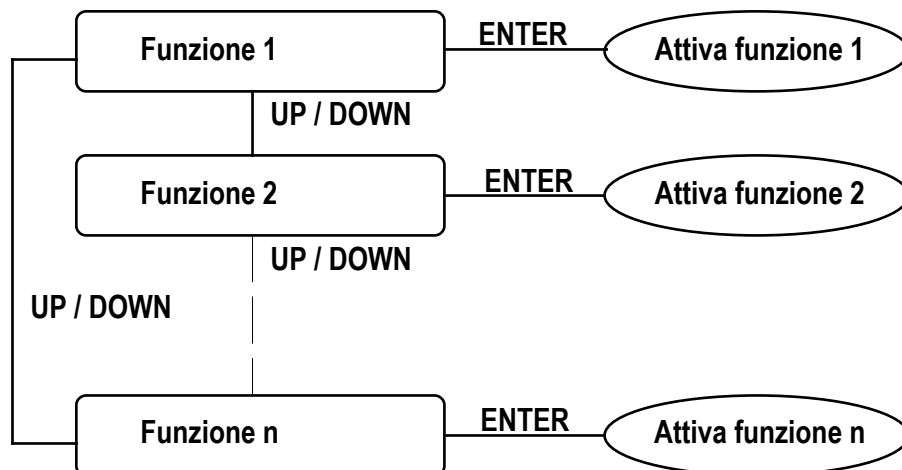 Funzione 1
ENTER
Attiva funzione 1
UP / DOWN
Funzione 2
ENTER
Attiva funzione 2
UP / DOWN
UP / DOWN
Funzione n
ENTER
Attiva funzione n